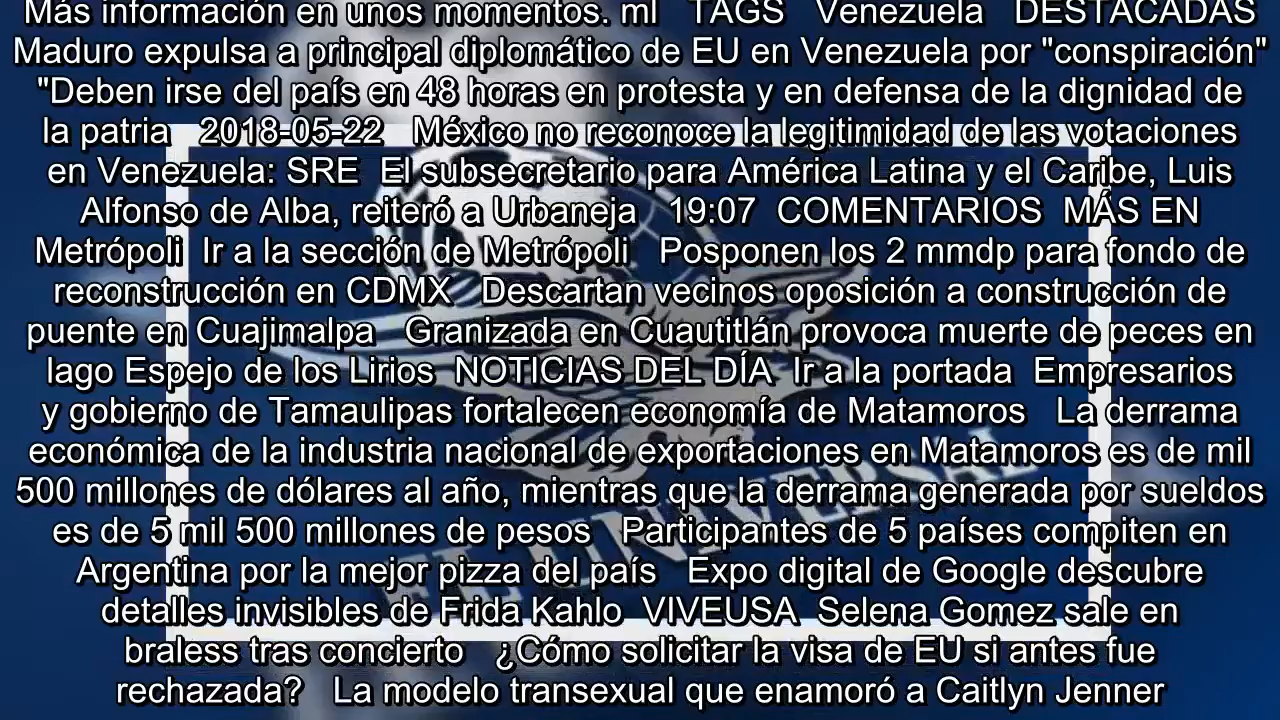 Más información en unos momentos. ml TAGS Venezuela DESTACADAS
Maduro expulsa a principal diplomático de EU en Venezuela por "conspiración"
"Deben irse del país en 48 horas en protesta y en defensa de la dignidad de
la patria 2018-05-22 México no reconoce la legitimidad de las votaciones
en Venezuela: SRE El subsecretario para América Latina y el Caribe, Luis
Alfonso de Alba, reiteró a Urbaneja 19:07 COMENTARIOS MÁS EN
Metrópoli Ir a la sección de Metrópoli Posponen los 2 mmdp para fondo de
reconstrucción en CDMX Descartan vecinos oposición a construcción de
puente en Cuajimalpa Granizada en Cuautitlán provoca muerte de peces en
lago Espejo de los Lirios NOTICIAS DEL DÍA Ir a la portada Empresarios
y gobierno de Tamaulipas fortalecen economía de Matamoros La derrama
económica de la industria nacional de exportaciones en Matamoros es de mil
500 millones de dólares al año, mientras que la derrama generada por sueldos
es de 5 mil 500 millones de pesos Participantes de 5 países compiten en
Argentina por la mejor pizza del país Expo digital de Google descubre
detalles invisibles de Frida Kahlo VIVEUSA Selena Gomez sale en
braless tras concierto ¿Cómo solicitar la visa de EU si antes fue
rechazada? La modelo transexual que enamoró a Caitlyn Jenner
EL UNIVERSAL